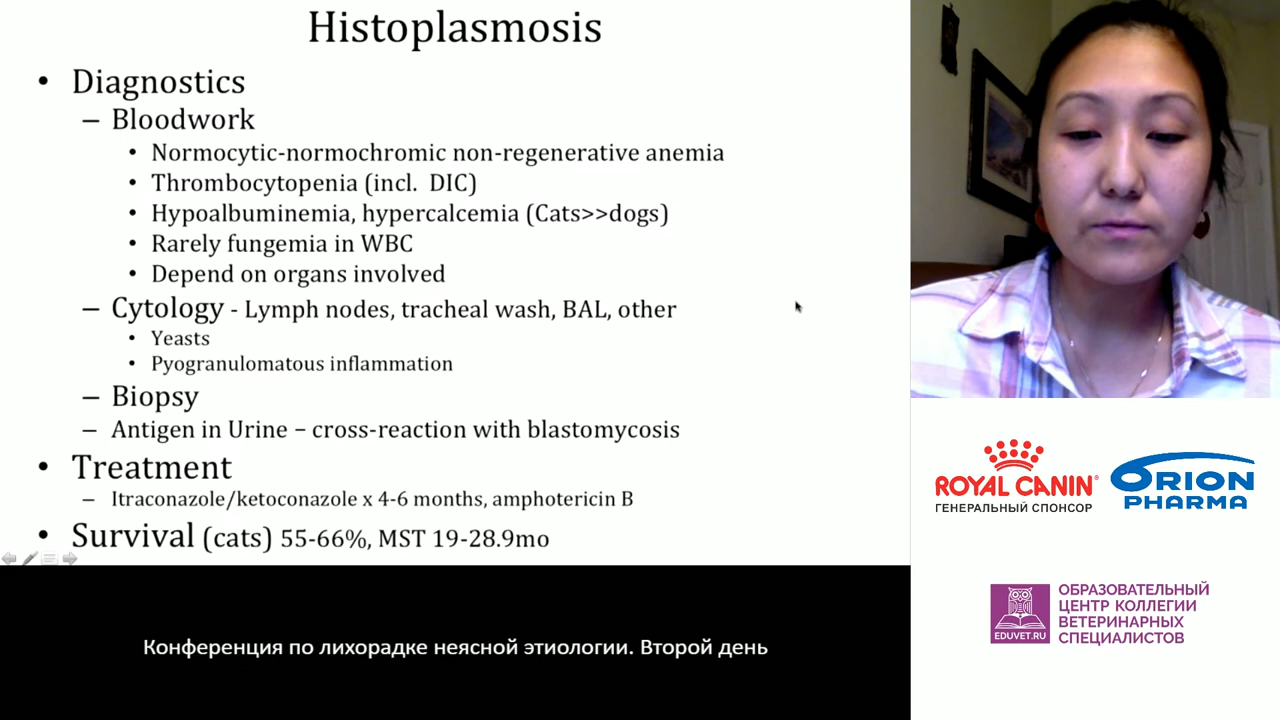 Histoplasmosis
• Diagnostics
– Bloodwork
• Normocytic-normochromic non-regenerative anemia
• Thrombocytopenia (incl. DIC)
• Hypoalbuminemia, hypercalcemia (Cats>>dogs)
• Rarely fungemia in WBC
• Depend on organs involved
– Cytology - Lymph nodes, tracheal wash, BAL, other
• Yeasts
• Pyogranulomatous inflammation
– Biopsy
– Antigen in Urine – cross-reaction with blastomycosis
• Treatment
– Itraconazole/ketoconazole x 4-6 months, amphotericin B
• Survival (cats) 55-66%, MST 19-28.9mo
Конференция по лихорадке неясной этиологии. Второй день
ROYAL CANIN
ГЕНЕРАЛЬНЫЙ СПОНСОР
ORION
PHARMA
EDUVET.RU
ОБРАЗОВАТЕЛЬНЫЙ
ЦЕНТР КОЛЛЕГИИ
ВЕТЕРИНАРНЫХ
СПЕЦИАЛИСТОВ